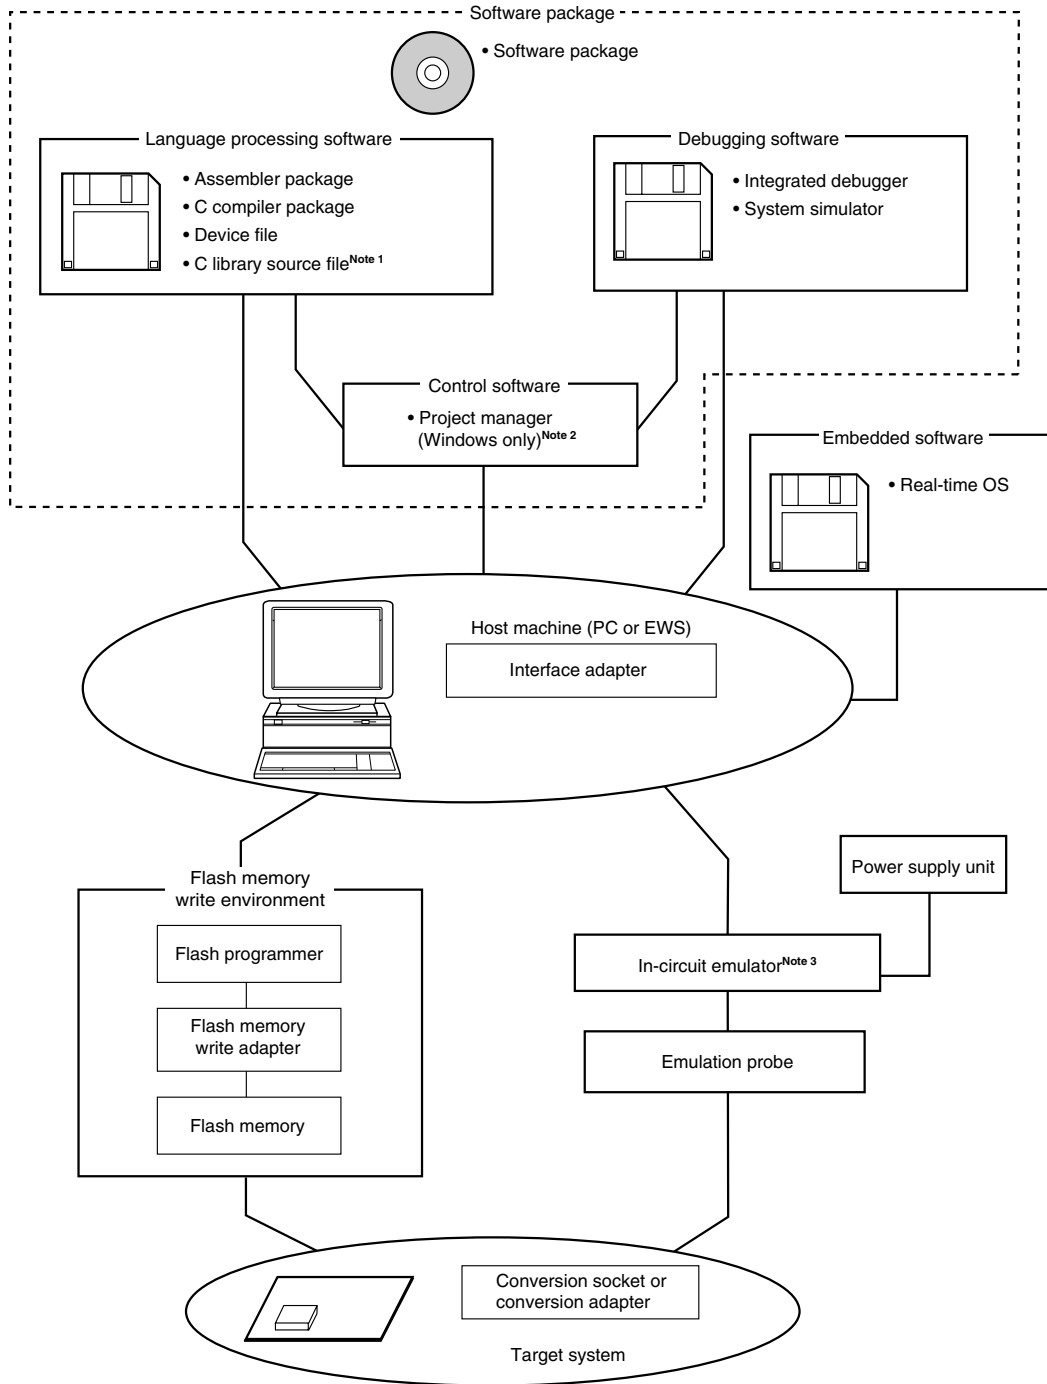 Software package
• Software package
Language processing software
• Assembler package
• C compiler package
• Device file
• C library source fileNote 1
Debugging software
• Integrated debugger
• System simulator
Control software
• Project manager
(Windows only)Note 2
Embedded software
• Real-time OS
Host machine (PC or EWS)
Interface adapter
Flash memory
write environment
Flash programmer
Flash memory
write adapter
Flash memory
Power supply unit
In-circuit emulatorNote 3
Emulation probe
Conversion socket or
conversion adapter
Target system